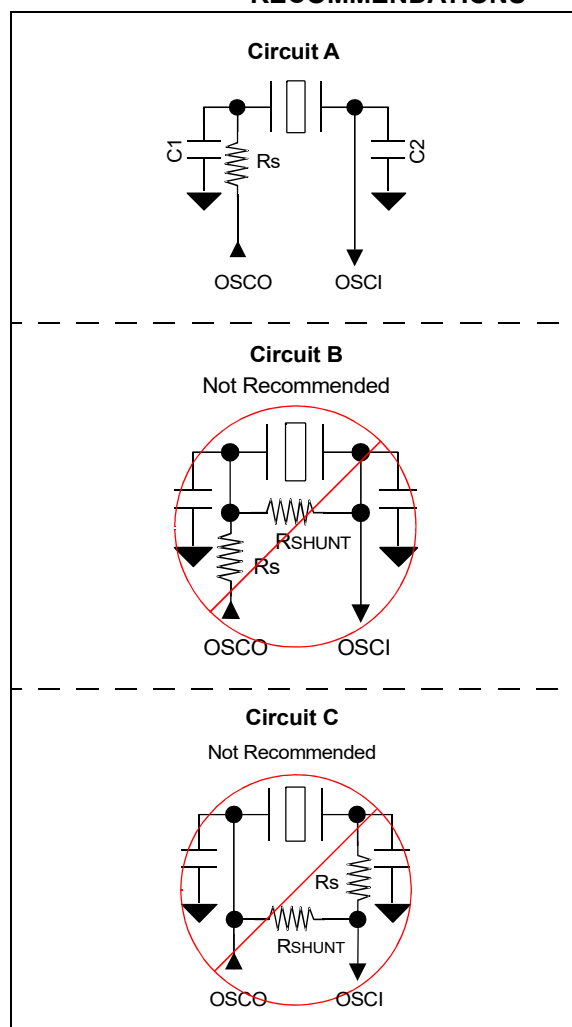 RECOMMENDATIONS
Circuit A
C1
Rs
C2
OSCO OSCI
Circuit B
Not Recommended
RSHUNT
Rs
OSCO OSCI
Circuit C
Not Recommended
Rs
RSHUNT
OSCO OSCI